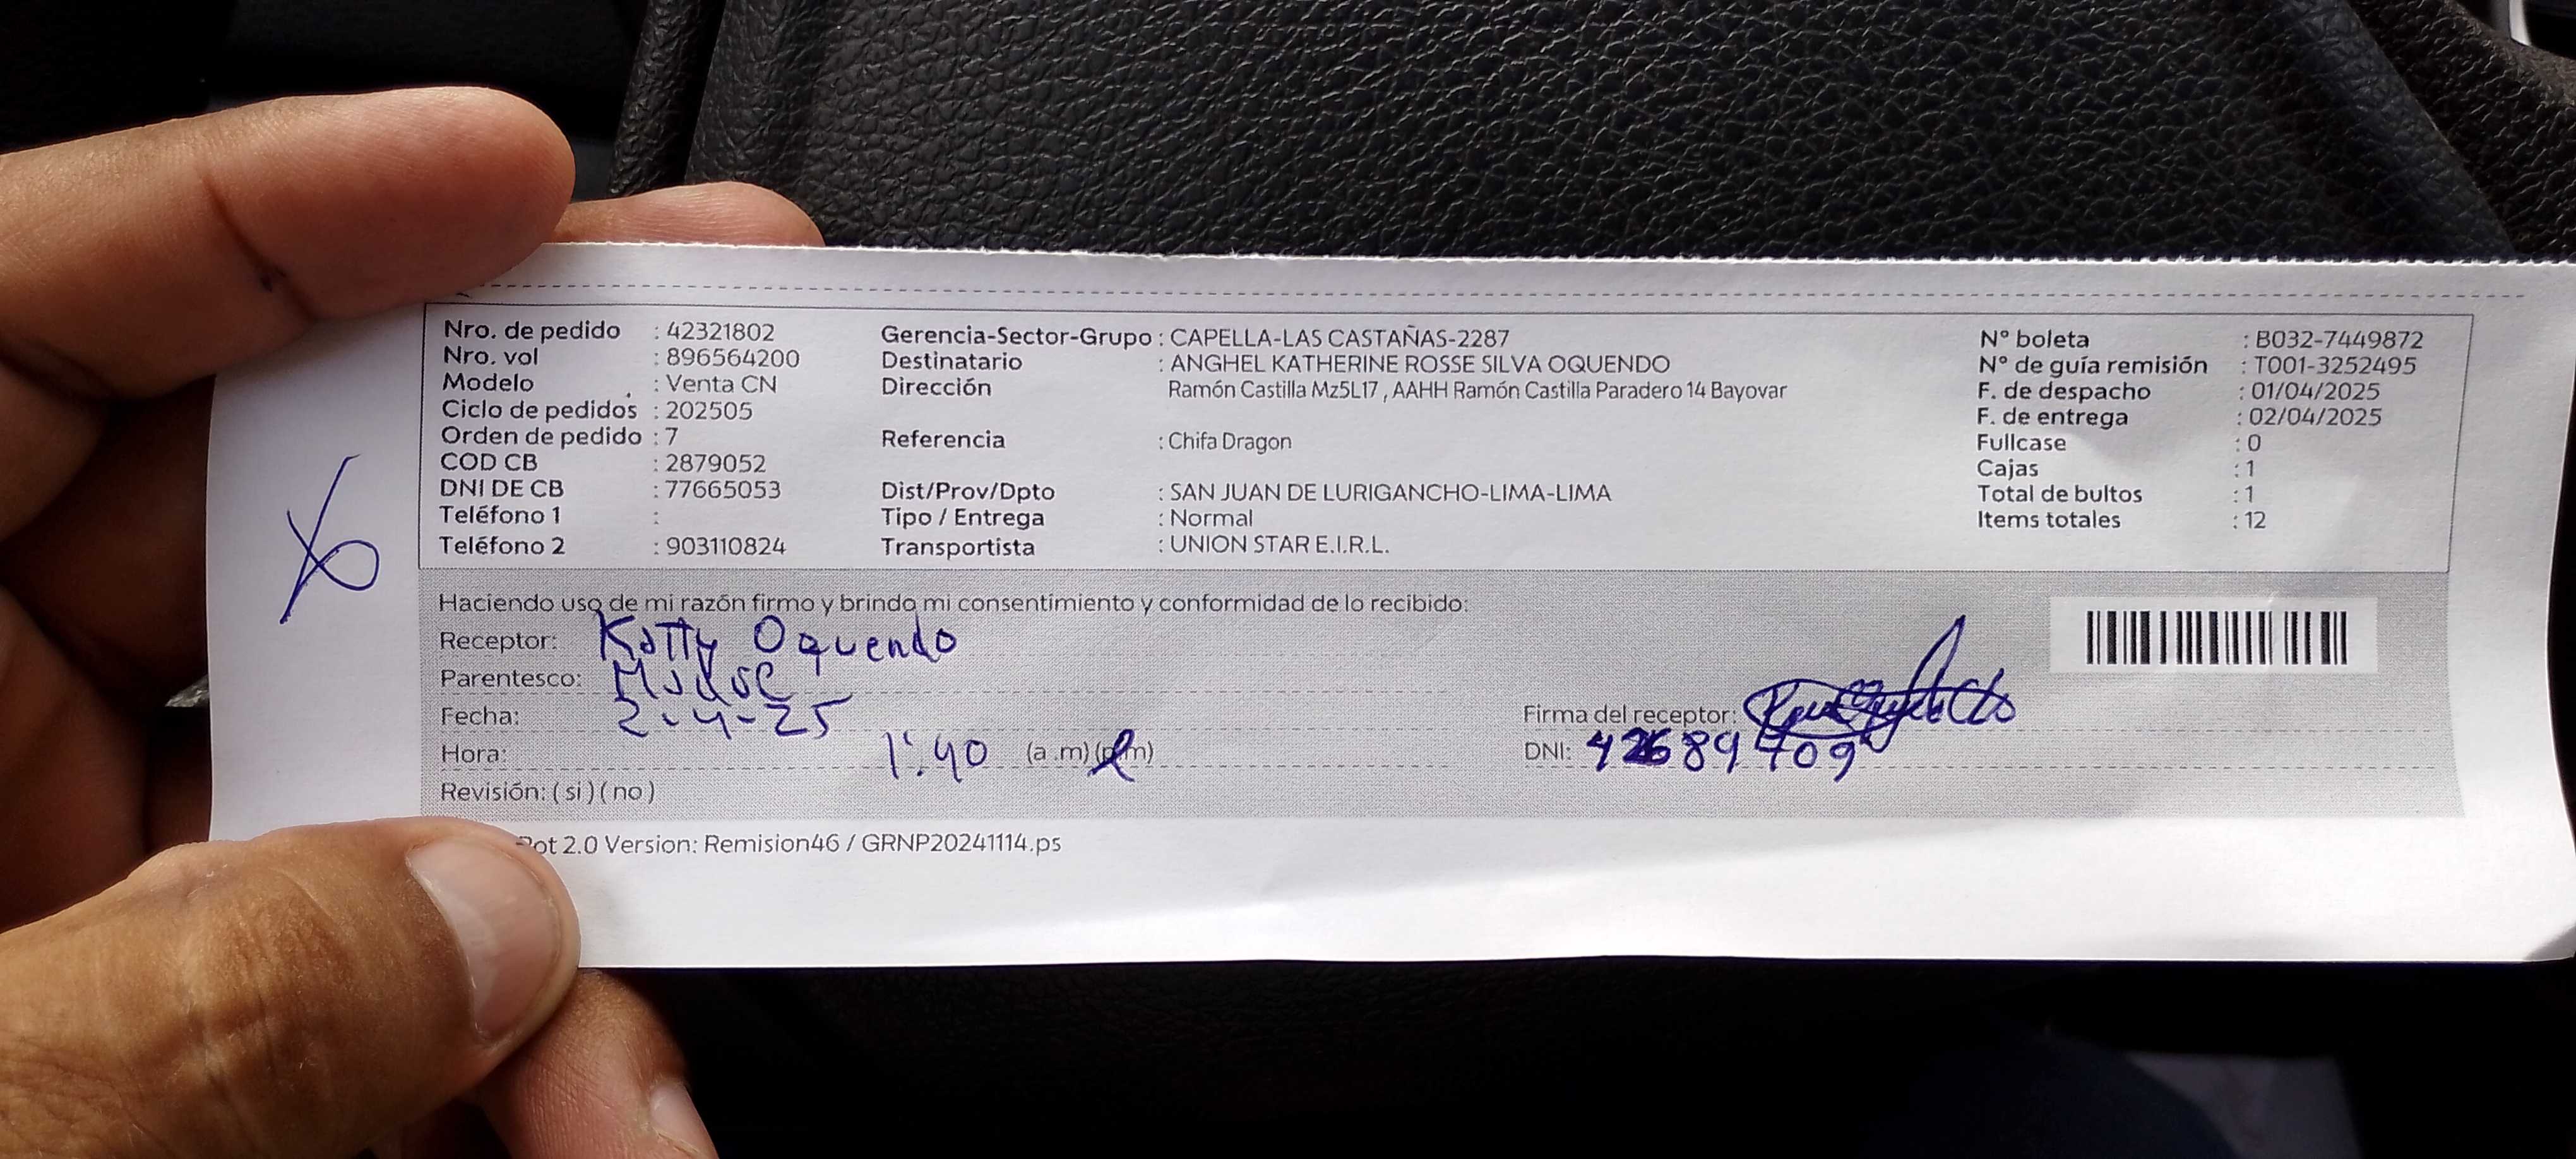 Nro. de pedido : 42321802
Nro. vol : 896564200
Modelo : Venta CN
Ciclo de pedidos : 202505
Orden de pedido : 7
COD CB : 2879052
DNI DE CB : 77665053
Teléfono 1 :
Teléfono 2 : 903110824
Gerencia-Sector-Grupo : CAPELLA-LAS CASTAÑAS-2287
Destinatario : ANGHEL KATHERINE ROSSE SILVA OQUENDO
Dirección Ramón Castilla Mz5L17 , AAHH Ramón Castilla Paradero 14 Bayovar
Referencia : Chifa Dragon
Dist/Prov/Dpto : SAN JUAN DE LURIGANCHO-LIMA-LIMA
Tipo / Entrega : Normal
Transportista : UNION STAR E.I.R.L.
N° boleta : B032-7449872
N° de guía remisión : T001-3252495
F. de despacho : 01/04/2025
F. de entrega : 02/04/2025
Fullcase : 0
Cajas : 1
Total de bultos : 1
Items totales : 12
Haciendo uso de mi razón firmo y brindo mi consentimiento y conformidad de lo recibido:
Receptor: Katty Oquendo
Parentesco: Madre
Fecha: 2-4-25
Hora: 1:40 (a .m) (p.m)
Revisión: ( si ) ( no )
Firma del receptor:
DNI:
2.0 Version: Remision46 / GRNP20241114.ps